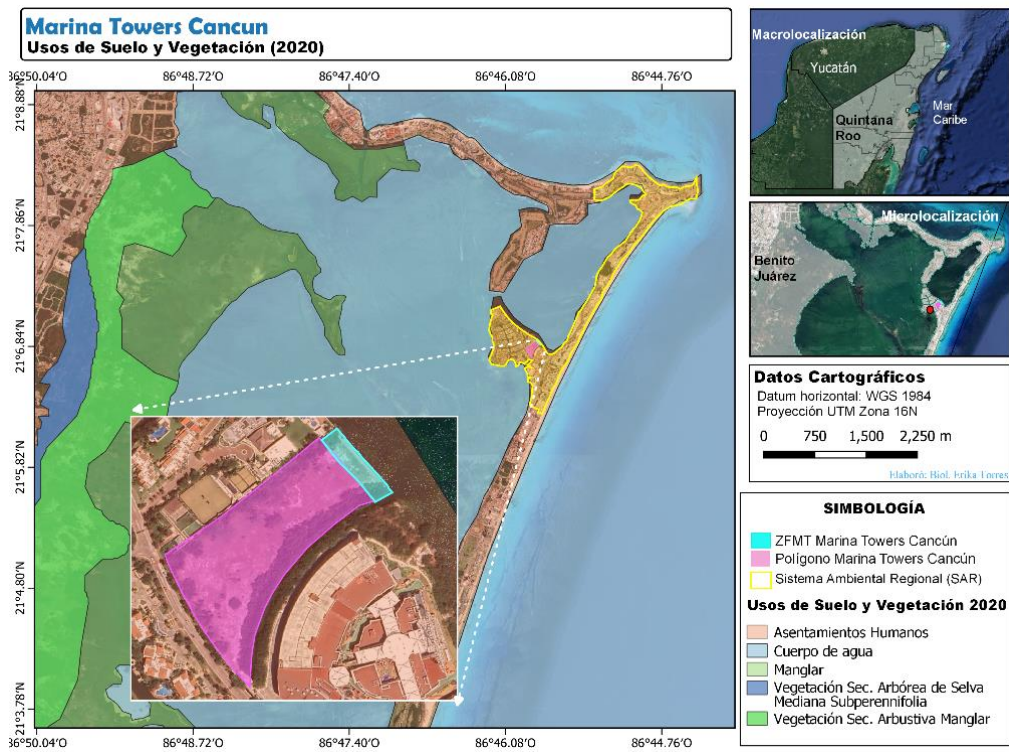 Marina Towers Cancun
Usos de Suelo y Vegetación (2020)
86°50.04'O 86°48.72'O 86°47.40'O 86°46.08'O 86°44.76'O
21°8.88'N
21°7.86'N
21°6.84'N
21°5.82'N
21°4.80'N
21°3.78'N
86°50.04'O 86°48.72'O 86°47.40'O 86°46.08'O 86°44.76'O
Macrolocalización
Yucatán
Quintana
Roo
Mar
Caribe
Microlocalización
Benito
Juárez
Datos Cartográficos
Datum horizontal: WGS 1984
Proyección UTM Zona 16N
0 750 1,500 2,250 m
Elaboró: Biol. Erika Torres
SIMBOLOGÍA
ZFMT Marina Towers Cancún
Polígono Marina Towers Cancún
Sistema Ambiental Regional (SAR)
Usos de Suelo y Vegetación 2020
Asentamientos Humanos
Cuerpo de agua
Manglar
Vegetación Sec. Arbórea de Selva
Mediana Subperennifolia
Vegetación Sec. Arbustiva Manglar